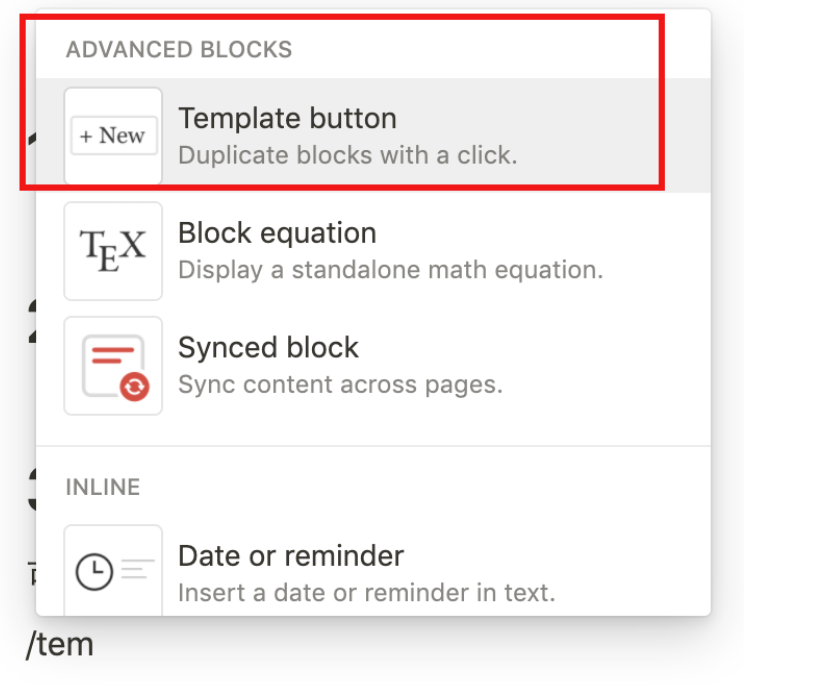 ADVANCED BLOCKS
+ New
Template button
Duplicate blocks with a click.
TEX
Block equation
Display a standalone math equation.
Synced block
Sync content across pages.
INLINE
Date or reminder
Insert a date or reminder in text.
/tem